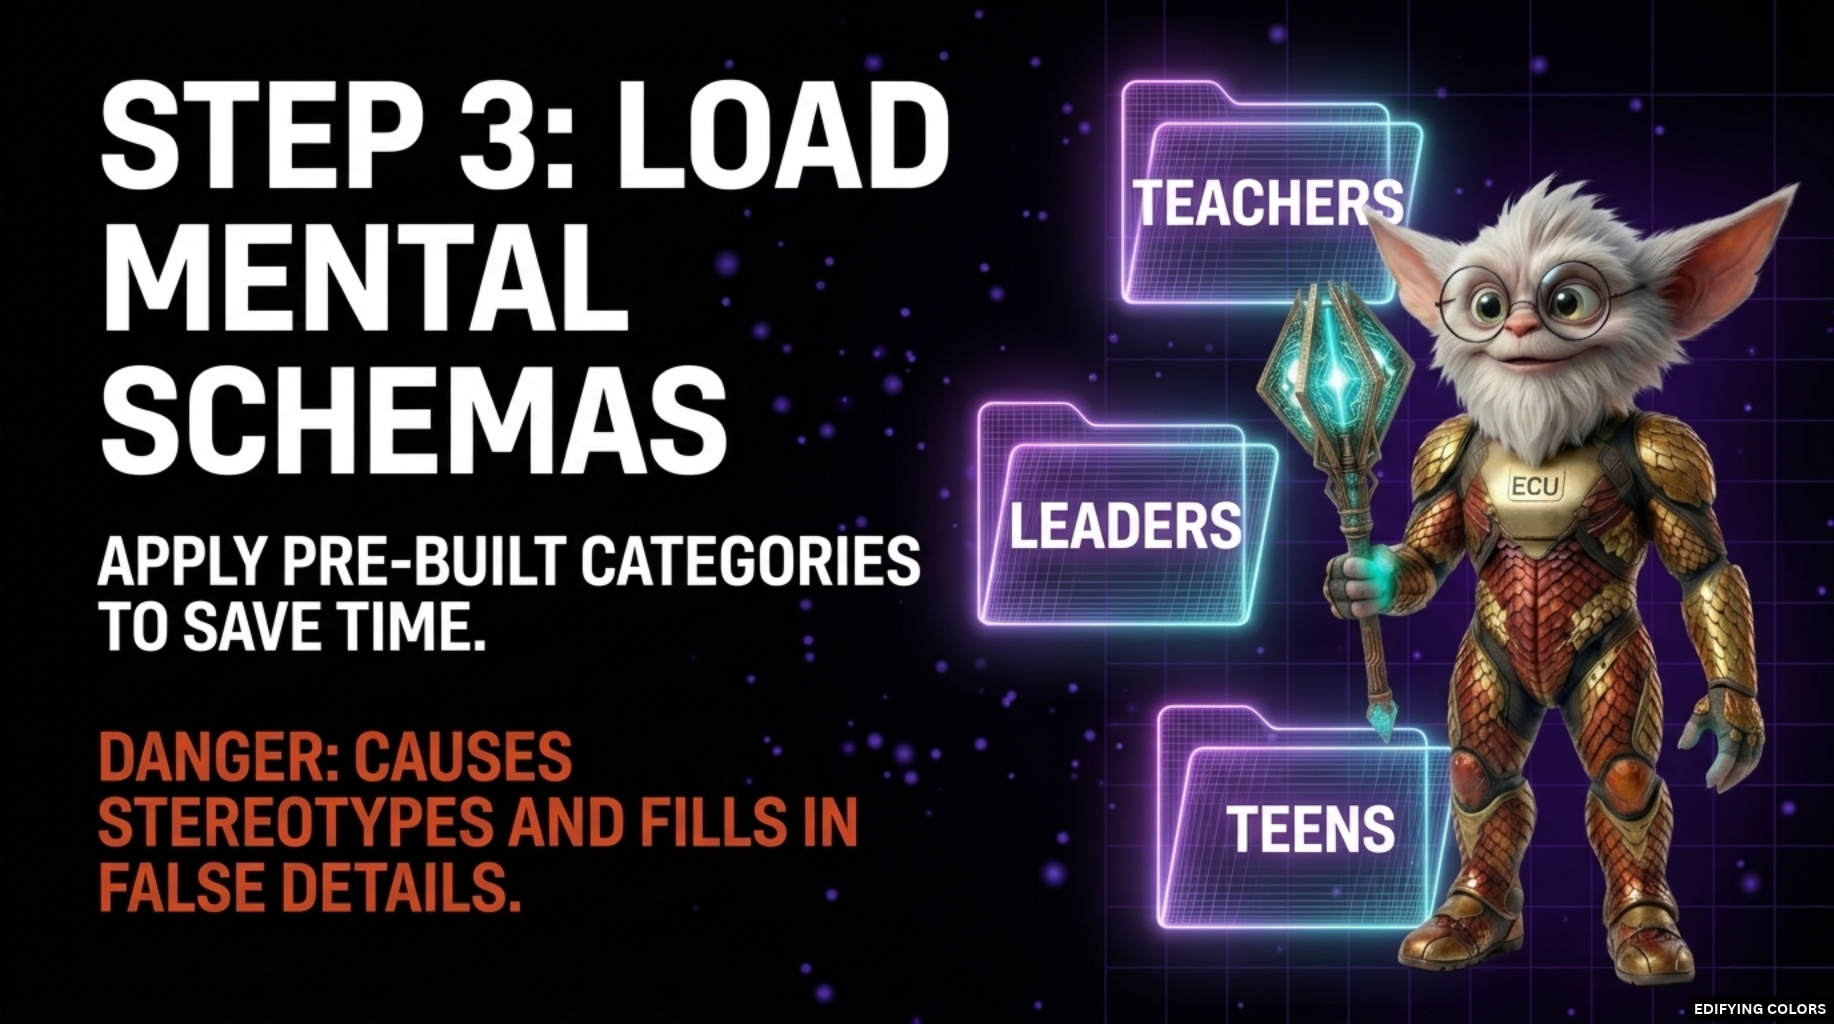 STEP 3: LOAD
MENTAL
SCHEMAS
APPLY PRE-BUILT CATEGORIES
TO SAVE TIME.
DANGER: CAUSES
STEREOTYPES AND FILLS IN
FALSE DETAILS.
TEACHERS
LEADERS
TEENS
ECU
EDIFYING COLORS